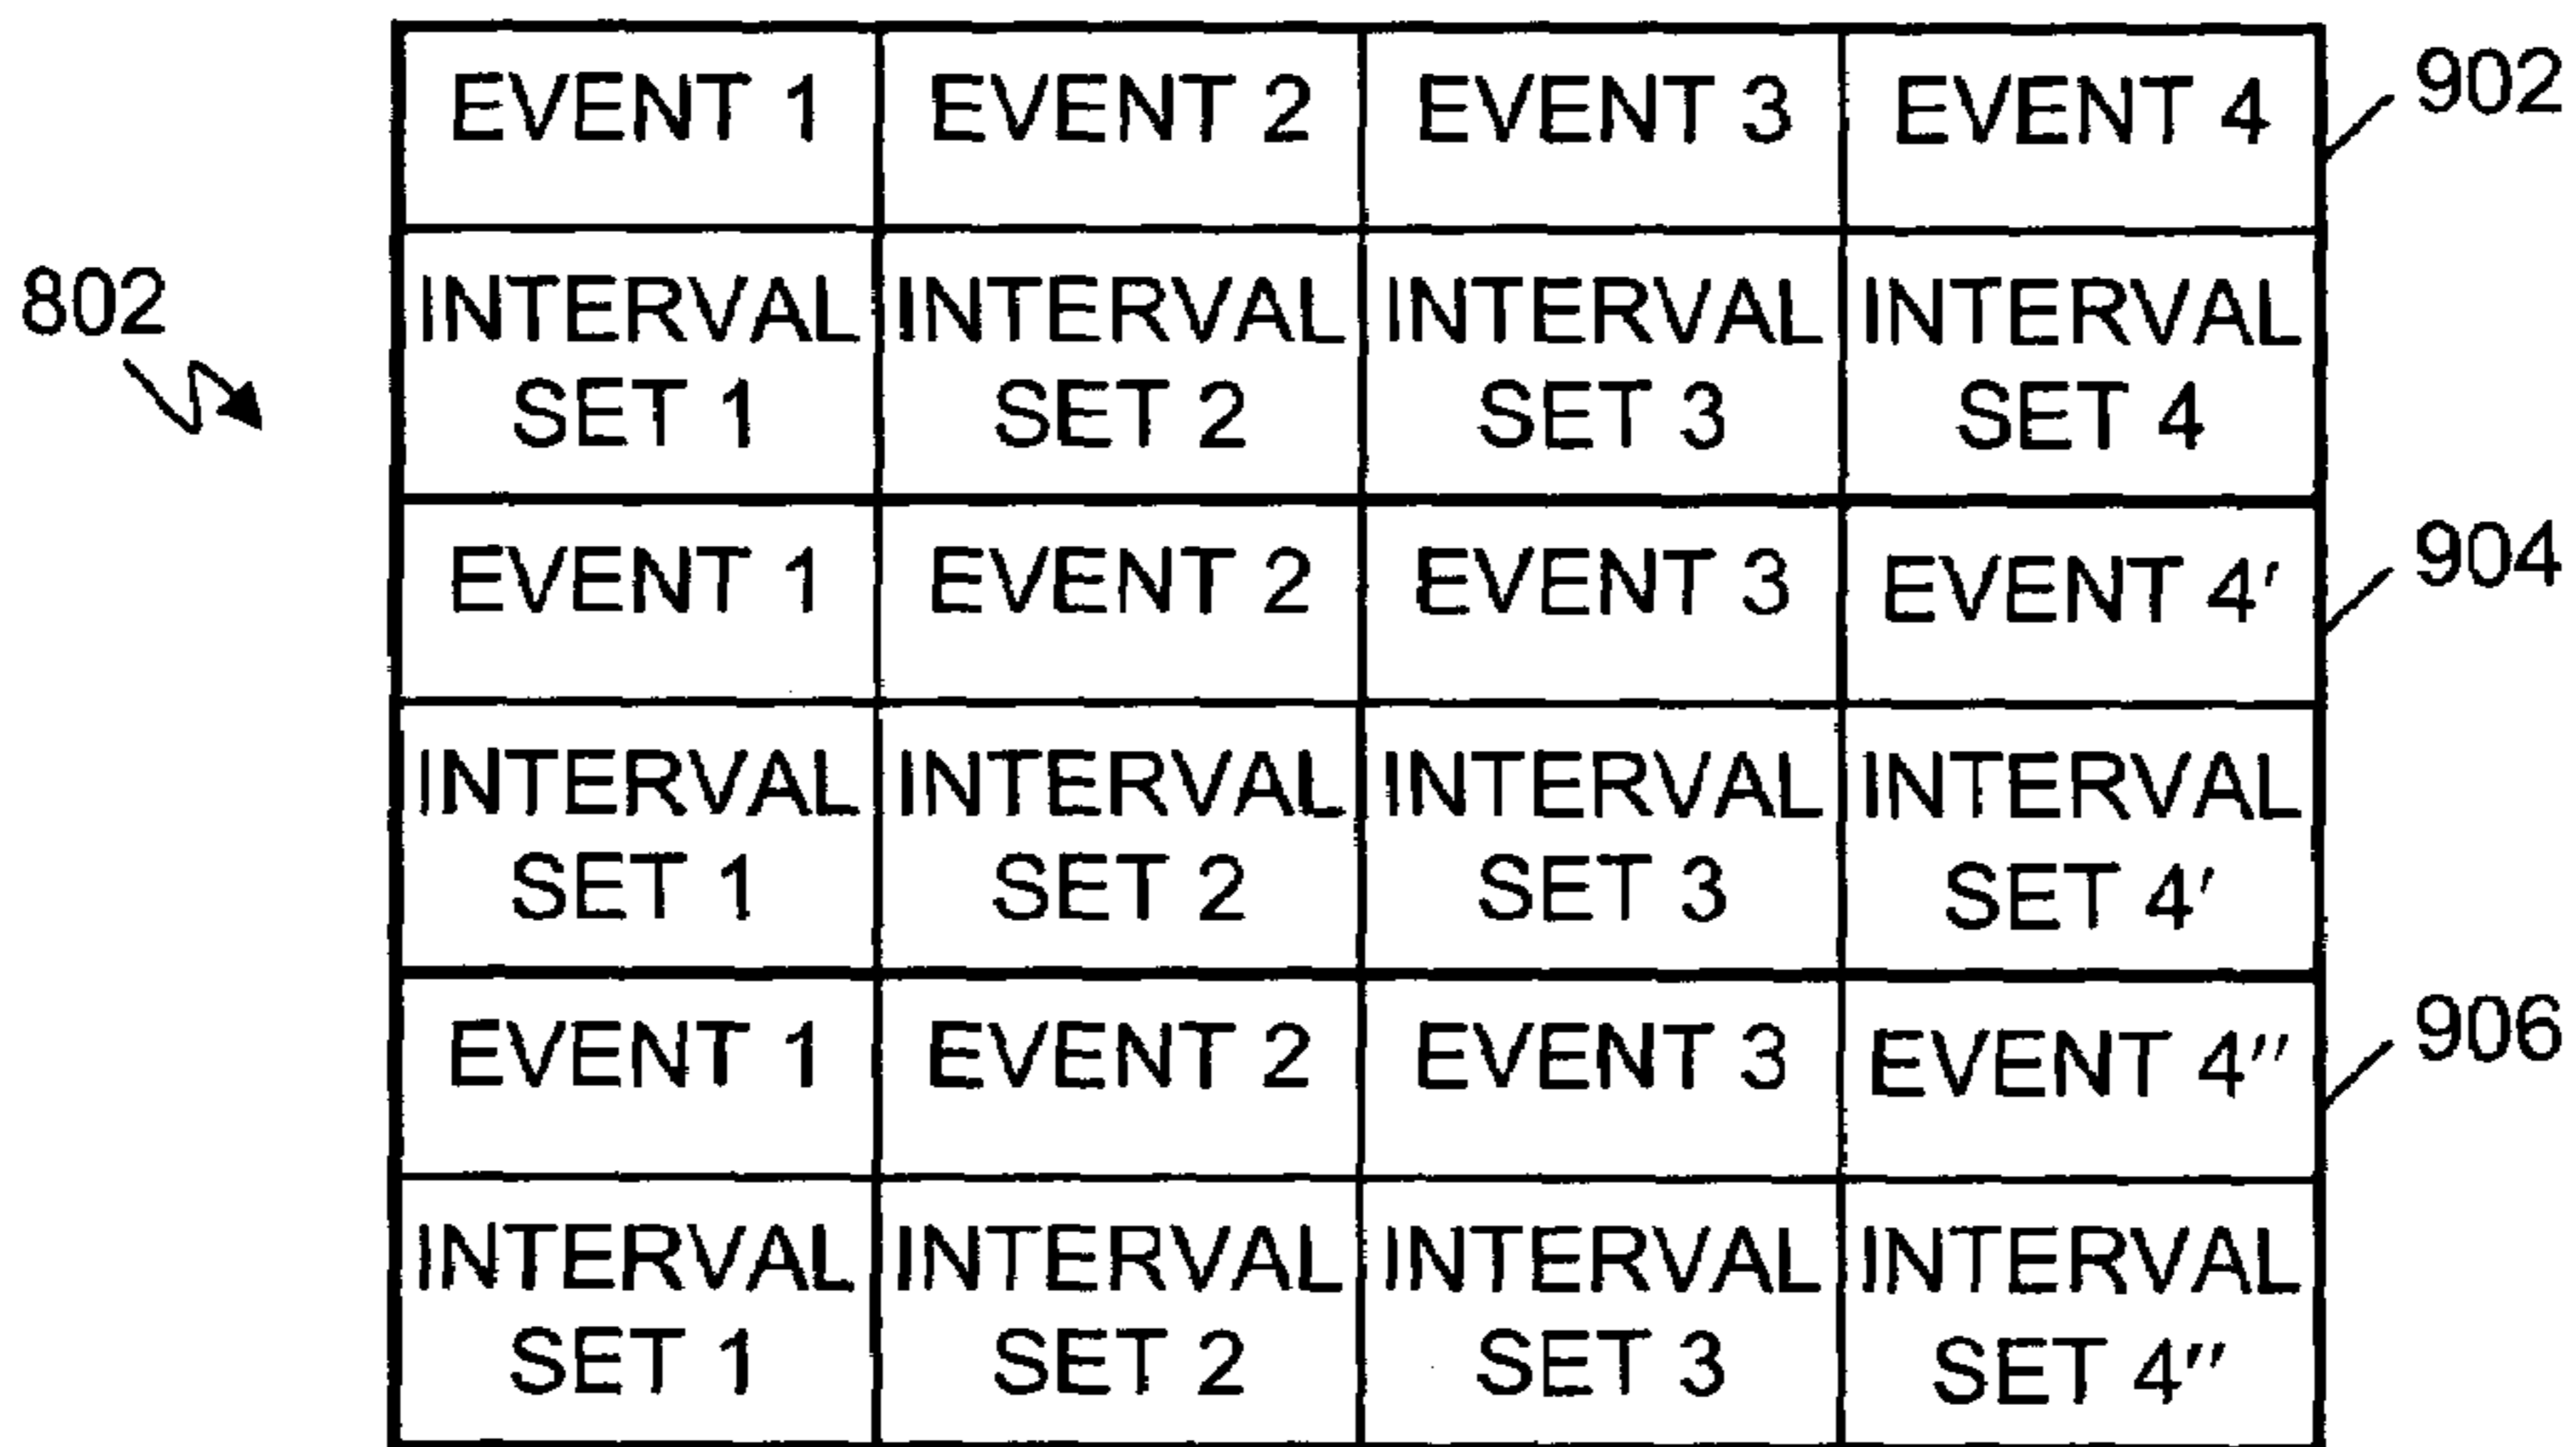 EVENT 1 EVENT 2 EVENT 3 EVENT 4 902
802
INTERVAL INTERVAL INTERVAL INTERVAL
SET 1 SET 2 SET 3 SET 4
EVENT 1 EVENT 2 EVENT 3 EVENT 4′ 904
INTERVAL INTERVAL INTERVAL INTERVAL
SET 1 SET 2 SET 3 SET 4′
EVENT 1 EVENT 2 EVENT 3 EVENT 4″ 906
INTERVAL INTERVAL INTERVAL INTERVAL
SET 1 SET 2 SET 3 SET 4″